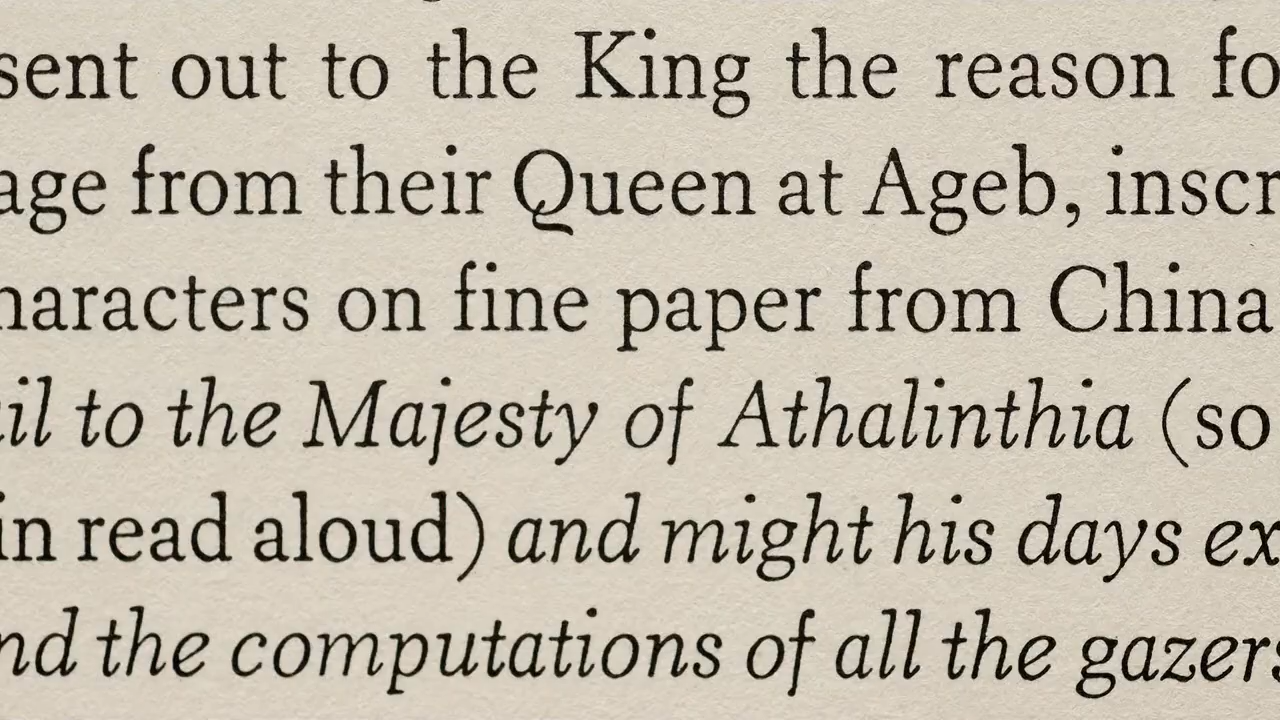 sent out to the King the reason fo
age from their Queen at Ageb, inscr
haracters on fine paper from China
il to the Majesty of Athalinthia (so
in read aloud) and might his days ex
nd the computations of all the gazers